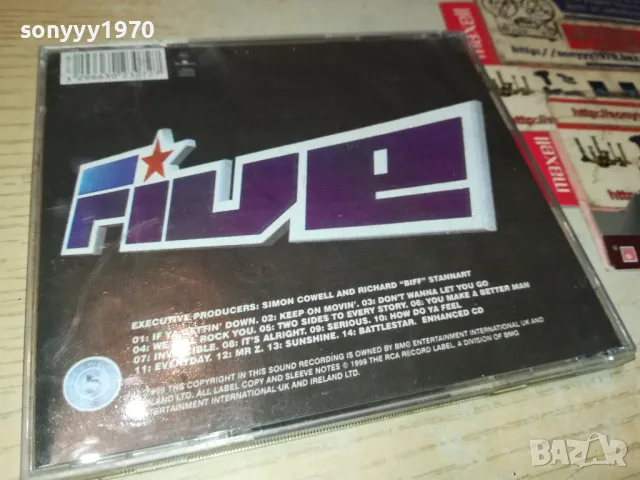 sonyyy1970
five
EXECUTIVE PRODUCERS: SIMON COWELL AND RICHARD "BIFF" STANNART
01: IF YA GETTIN' DOWN. 02: KEEP ON MOVIN'. 03: DON'T WANNA LET YOU GO
04: WE WILL ROCK YOU. 05: TWO SIDES TO EVERY STORY. 06: YOU MAKE A BETTER MAN
07: INVINCIBLE. 08: IT'S ALRIGHT. 09: SERIOUS. 10: HOW DO YA FEEL
11: EVERYDAY. 12: MR Z. 13: SUNSHINE. 14: BATTLESTAR. ENHANCED CD
1999 THE COPYRIGHT IN THIS SOUND RECORDING IS OWNED BY BMG ENTERTAINMENT INTERNATIONAL UK AND
IRELAND LTD. ALL LABEL COPY AND SLEEVE NOTES © 1999 THE RCA RECORD LABEL, A DIVISION OF BMG
ENTERTAINMENT INTERNATIONAL-UK AND IRELAND LTD.
5
maxell
maxell
BAZAR